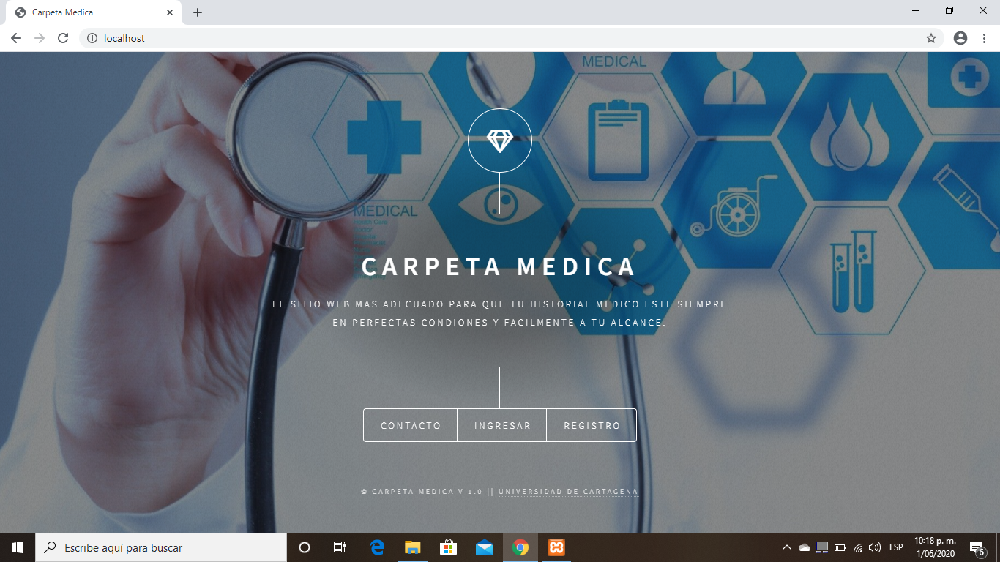 Carpeta Medica
localhost
MEDICAL
MEDICAL
Health Care
CARPETA MEDICA
EL SITIO WEB MAS ADECUADO PARA QUE TU HISTORIAL MEDICO ESTE SIEMPRE
EN PERFECTAS CONDIONES Y FACILMENTE A TU ALCANCE.
CONTACTO INGRESAR REGISTRO
© CARPETA MEDICA V 1.0 || UNIVERSIDAD DE CARTAGENA
Escribe aquí para buscar
ESP
10:18 p. m.
1/06/2020
6